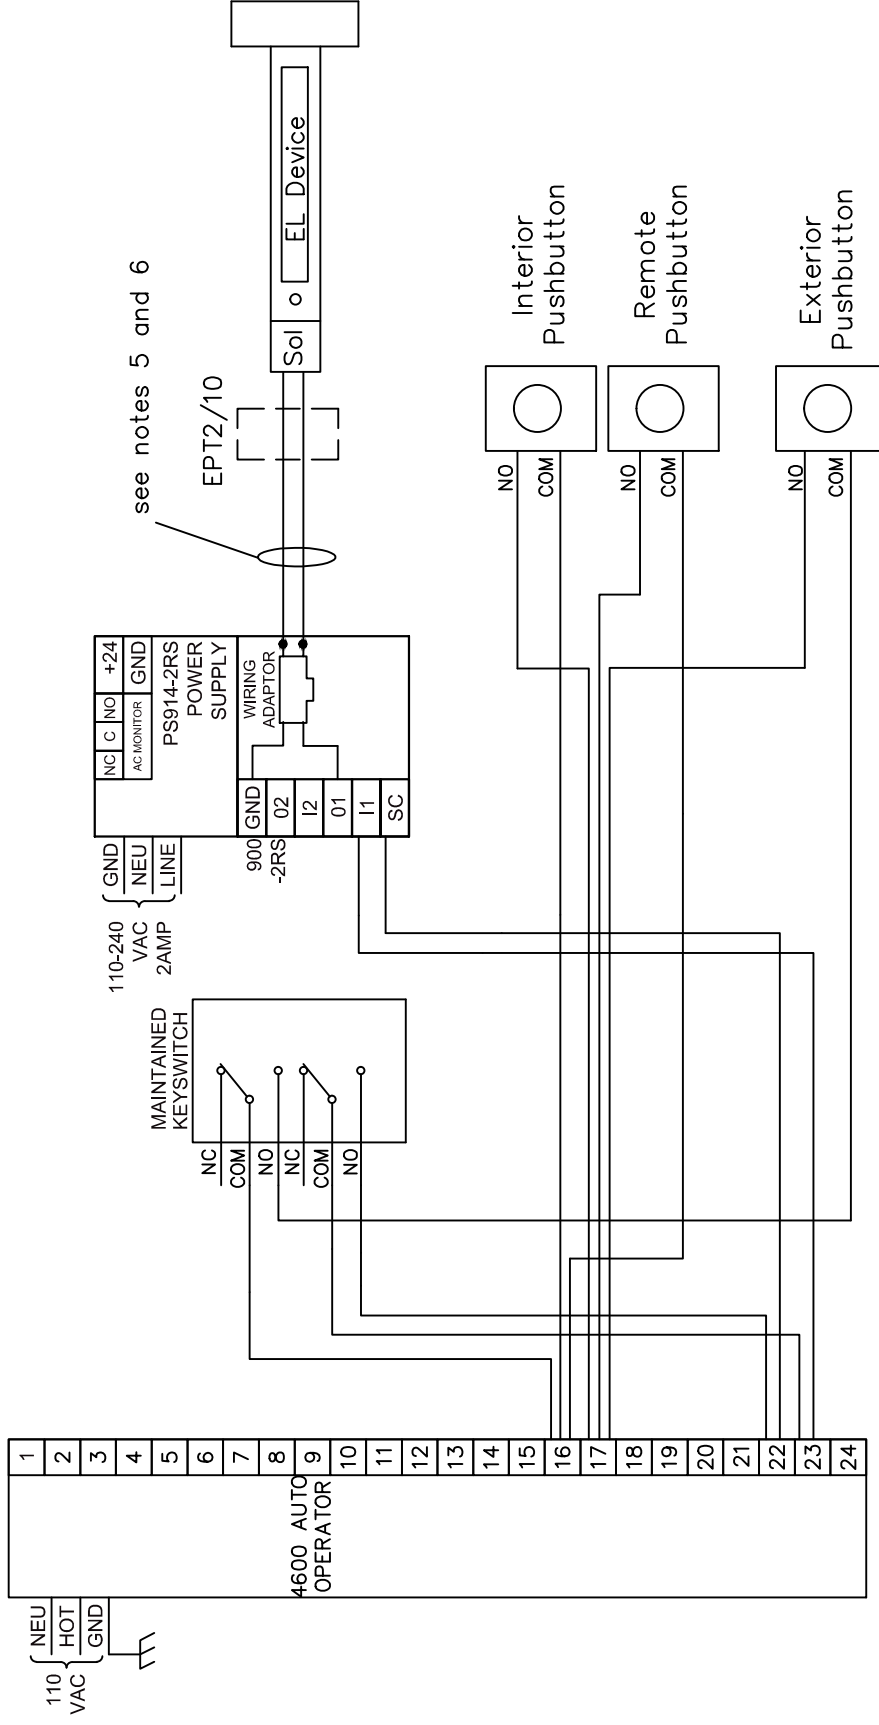 see notes 5 and 6
EPT2/10
Sol
EL Device
NC
C
NO
+24
AC MONITOR
GND
PS914-2RS
POWER
SUPPLY
WIRING
ADAPTOR
GND
NEU
LINE
110-240
VAC
2AMP
900
-2RS
GND
02
I2
01
I1
SC
MAINTAINED
KEYSWITCH
NC
COM
NO
NC
COM
NO
Interior
Pushbutton
NO
COM
Remote
Pushbutton
NO
COM
Exterior
Pushbutton
NO
COM
1
2
3
4
5
6
7
8
9
10
11
12
13
14
15
16
17
18
19
20
21
22
23
24
4600 AUTO
OPERATOR
NEU
HOT
GND
110
VAC